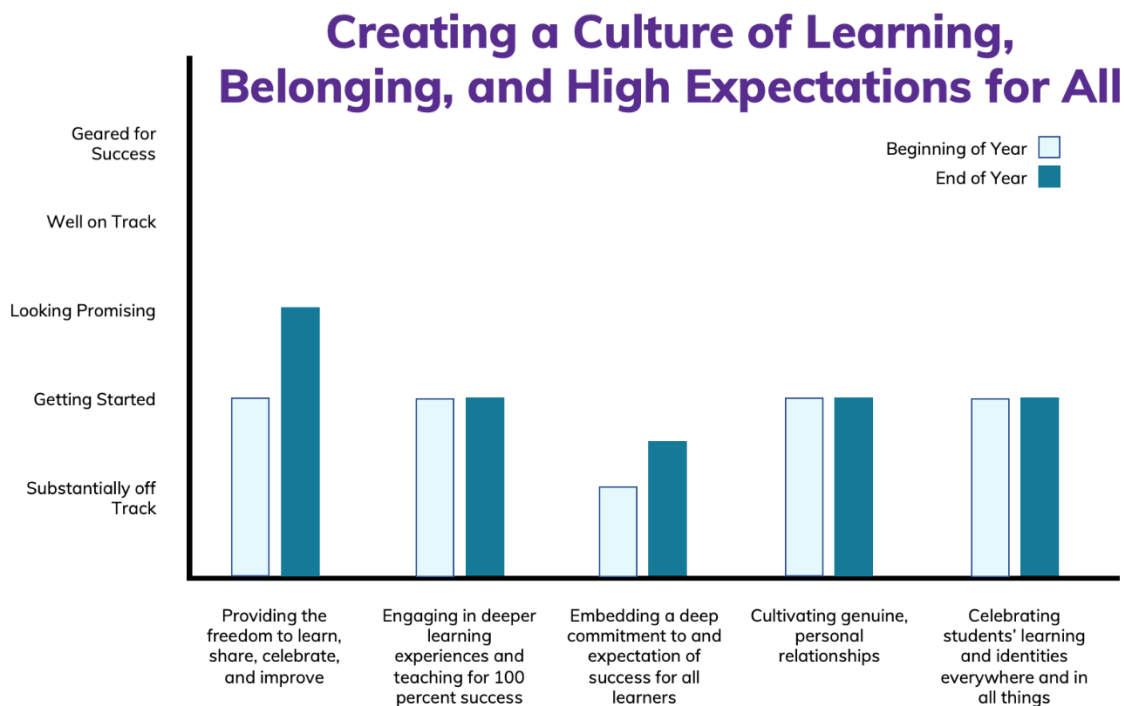 Creating a Culture of Learning,
Belonging, and High Expectations for All
Geared for
Success
Well on Track
Looking Promising
Getting Started
Substantially off
Track
Beginning of Year
End of Year
Providing the
freedom to learn,
share, celebrate,
and improve
Engaging in deeper
learning
experiences and
teaching for 100
percent success
Embedding a deep
commitment to and
expectation of
success for all
learners
Cultivating genuine,
personal
relationships
Celebrating
students’ learning
and identities
everywhere and in
all things